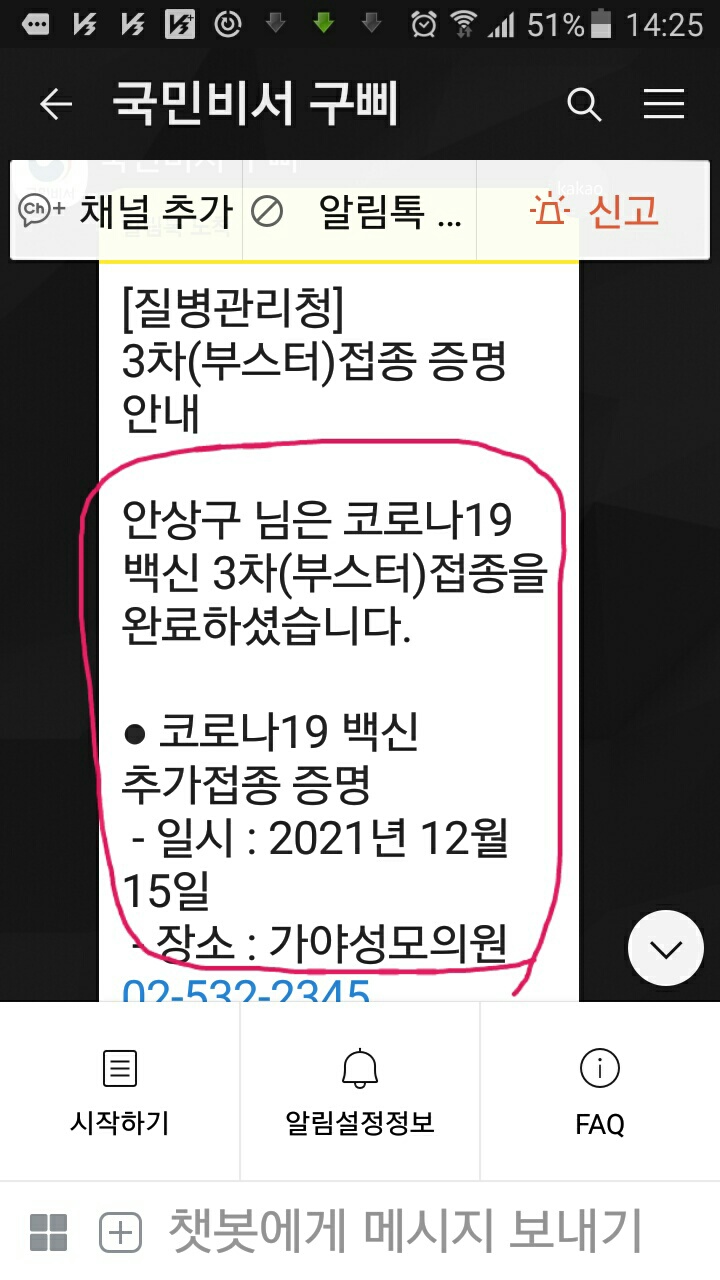 51% 14:25
국민비서 구삐
Ch+ 채널 추가 알림톡 ... 신고
kakao
[질병관리청]
3차(부스터)접종 증명
안내
안상구 님은 코로나19
백신 3차(부스터)접종을
완료하셨습니다.
● 코로나19 백신
추가접종 증명
- 일시 : 2021년 12월
15일
- 장소 : 가야성모의원
02-532-2345
시작하기 알림설정정보 FAQ
챗봇에게 메시지 보내기